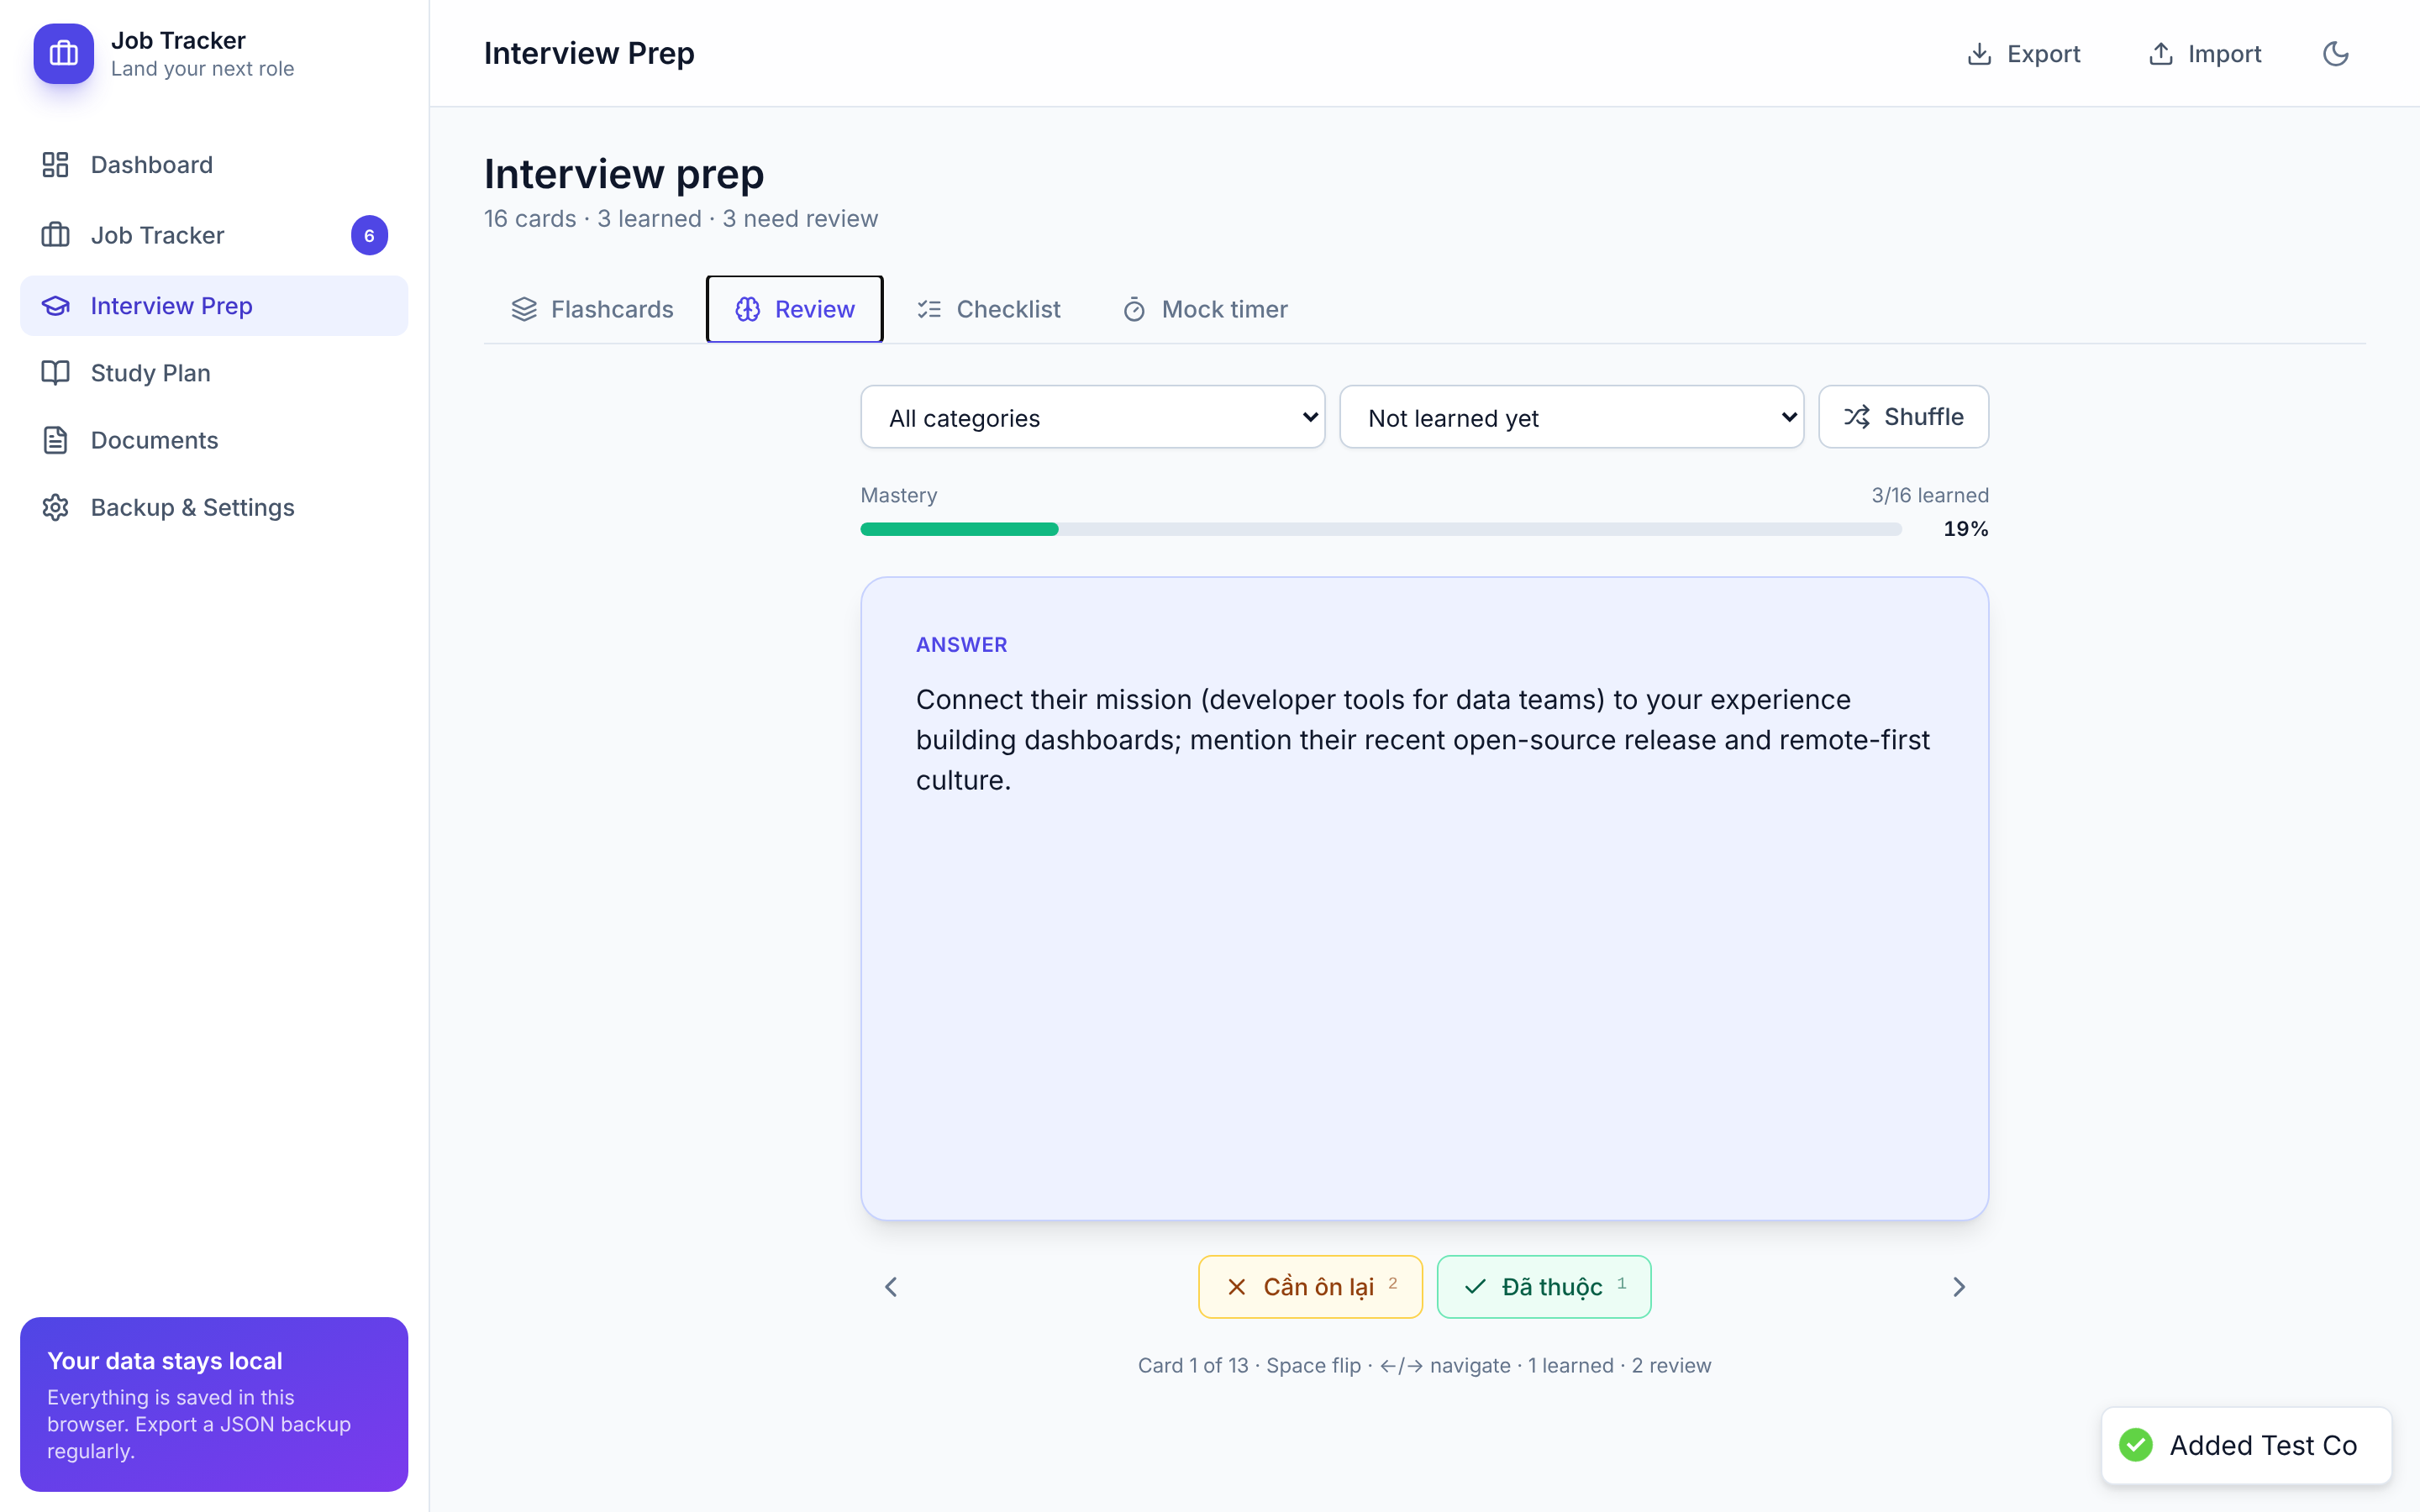 Job Tracker
Land your next role
Dashboard
Job Tracker
6
Interview Prep
Study Plan
Documents
Backup & Settings
Your data stays local
Everything is saved in this
browser. Export a JSON backup
regularly.
Interview Prep
Export
Import
Interview prep
16 cards · 3 learned · 3 need review
Flashcards
Review
Checklist
Mock timer
All categories
Not learned yet
Shuffle
Mastery
3/16 learned
19%
ANSWER
Connect their mission (developer tools for data teams) to your experience
building dashboards; mention their recent open-source release and remote-first
culture.
Cần ôn lại 2
Đã thuộc 1
Card 1 of 13 · Space flip · ←/→ navigate · 1 learned · 2 review
Added Test Co